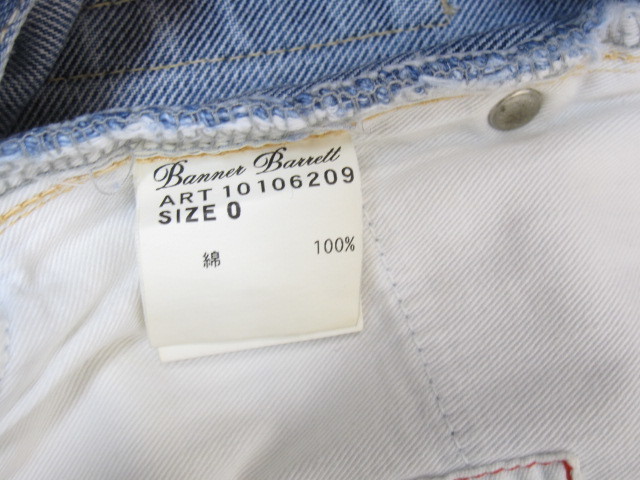 Banner Barrett
ART 10106209
SIZE 0
綿 100%